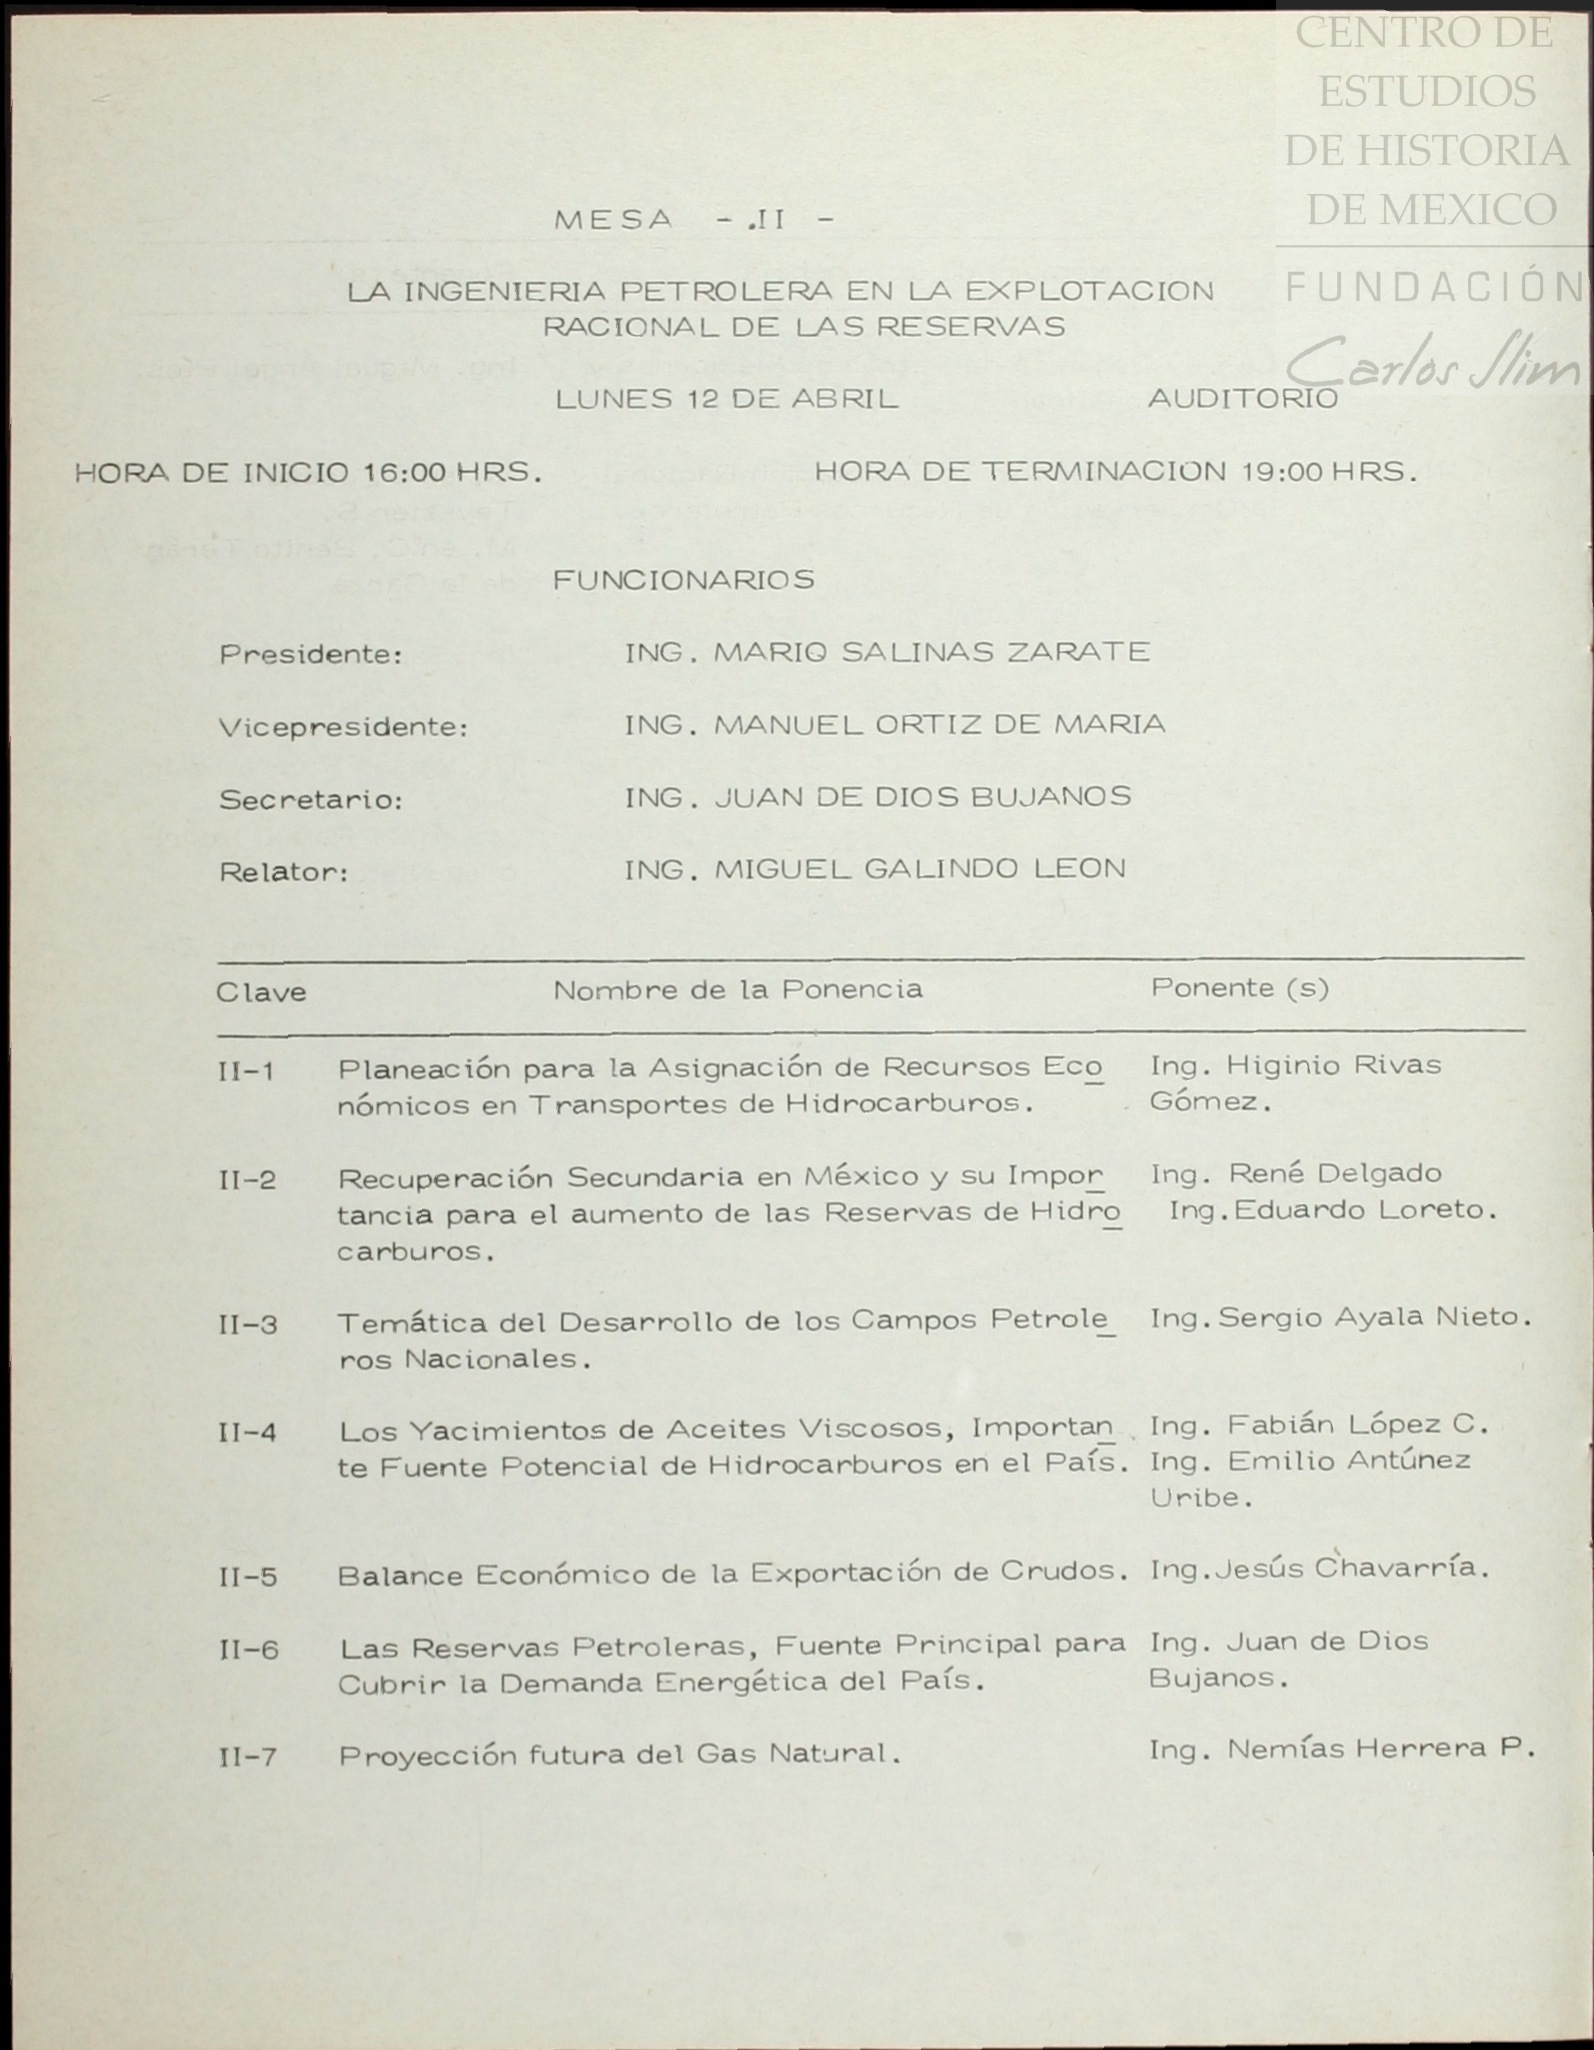 CENTRO DE
ESTUDIOS
DE HISTORIA
DE MEXICO
FUNDACIÓN
Carlos Slim
MESA - .II -
LA INGENIERIA PETROLERA EN LA EXPLOTACION
RACIONAL DE LAS RESERVAS
LUNES 12 DE ABRIL AUDITORIO
HORA DE INICIO 16:00 HRS. HORA DE TERMINACION 19:00 HRS.
FUNCIONARIOS
Presidente: ING. MARIO SALINAS ZARATE
Vicepresidente: ING. MANUEL ORTIZ DE MARIA
Secretario: ING. JUAN DE DIOS BUJANOS
Relator: ING. MIGUEL GALINDO LEON
Clave Nombre de la Ponencia Ponente (s)
II-1 Planeación para la Asignación de Recursos Eco Ing. Higinio Rivas
nómicos en Transportes de Hidrocarburos. Gómez.
II-2 Recuperación Secundaria en México y su Impor Ing. René Delgado
tancia para el aumento de las Reservas de Hidro Ing. Eduardo Loreto.
carburos.
II-3 Temática del Desarrollo de los Campos Petrole Ing. Sergio Ayala Nieto.
ros Nacionales.
II-4 Los Yacimientos de Aceites Viscosos, Importan Ing. Fabián López C.
te Fuente Potencial de Hidrocarburos en el País. Ing. Emilio Antúnez
Uribe.
II-5 Balance Económico de la Exportación de Crudos. Ing. Jesús Chavarría.
II-6 Las Reservas Petroleras, Fuente Principal para Ing. Juan de Dios
Cubrir la Demanda Energética del País. Bujanos.
II-7 Proyección futura del Gas Natural. Ing. Nemías Herrera P.